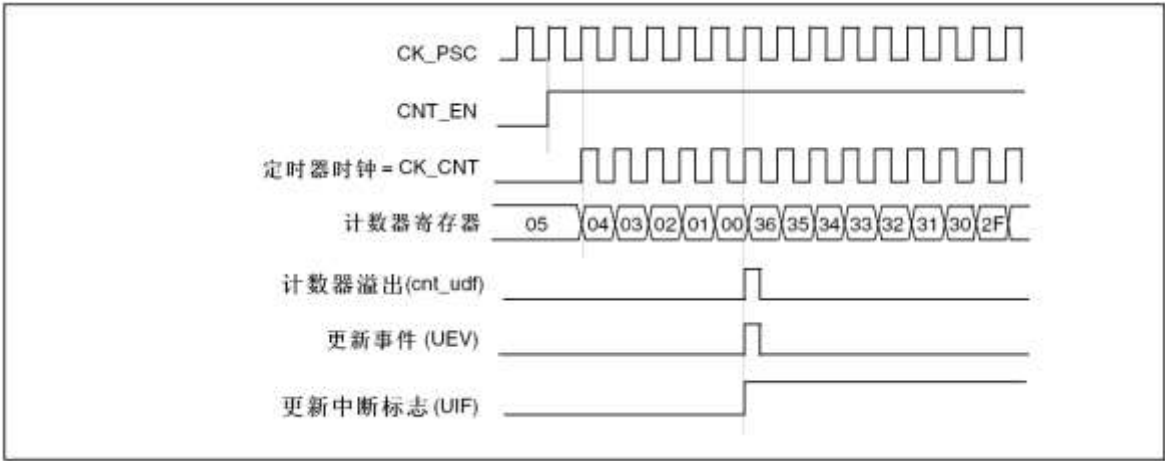 CK_PSC
CNT_EN
定时器时钟 = CK_CNT
计数器寄存器 05 04 03 02 01 00 36 35 34 33 32 31 30 2F
计数器溢出(cnt_udf)
更新事件 (UEV)
更新中断标志 (UIF)